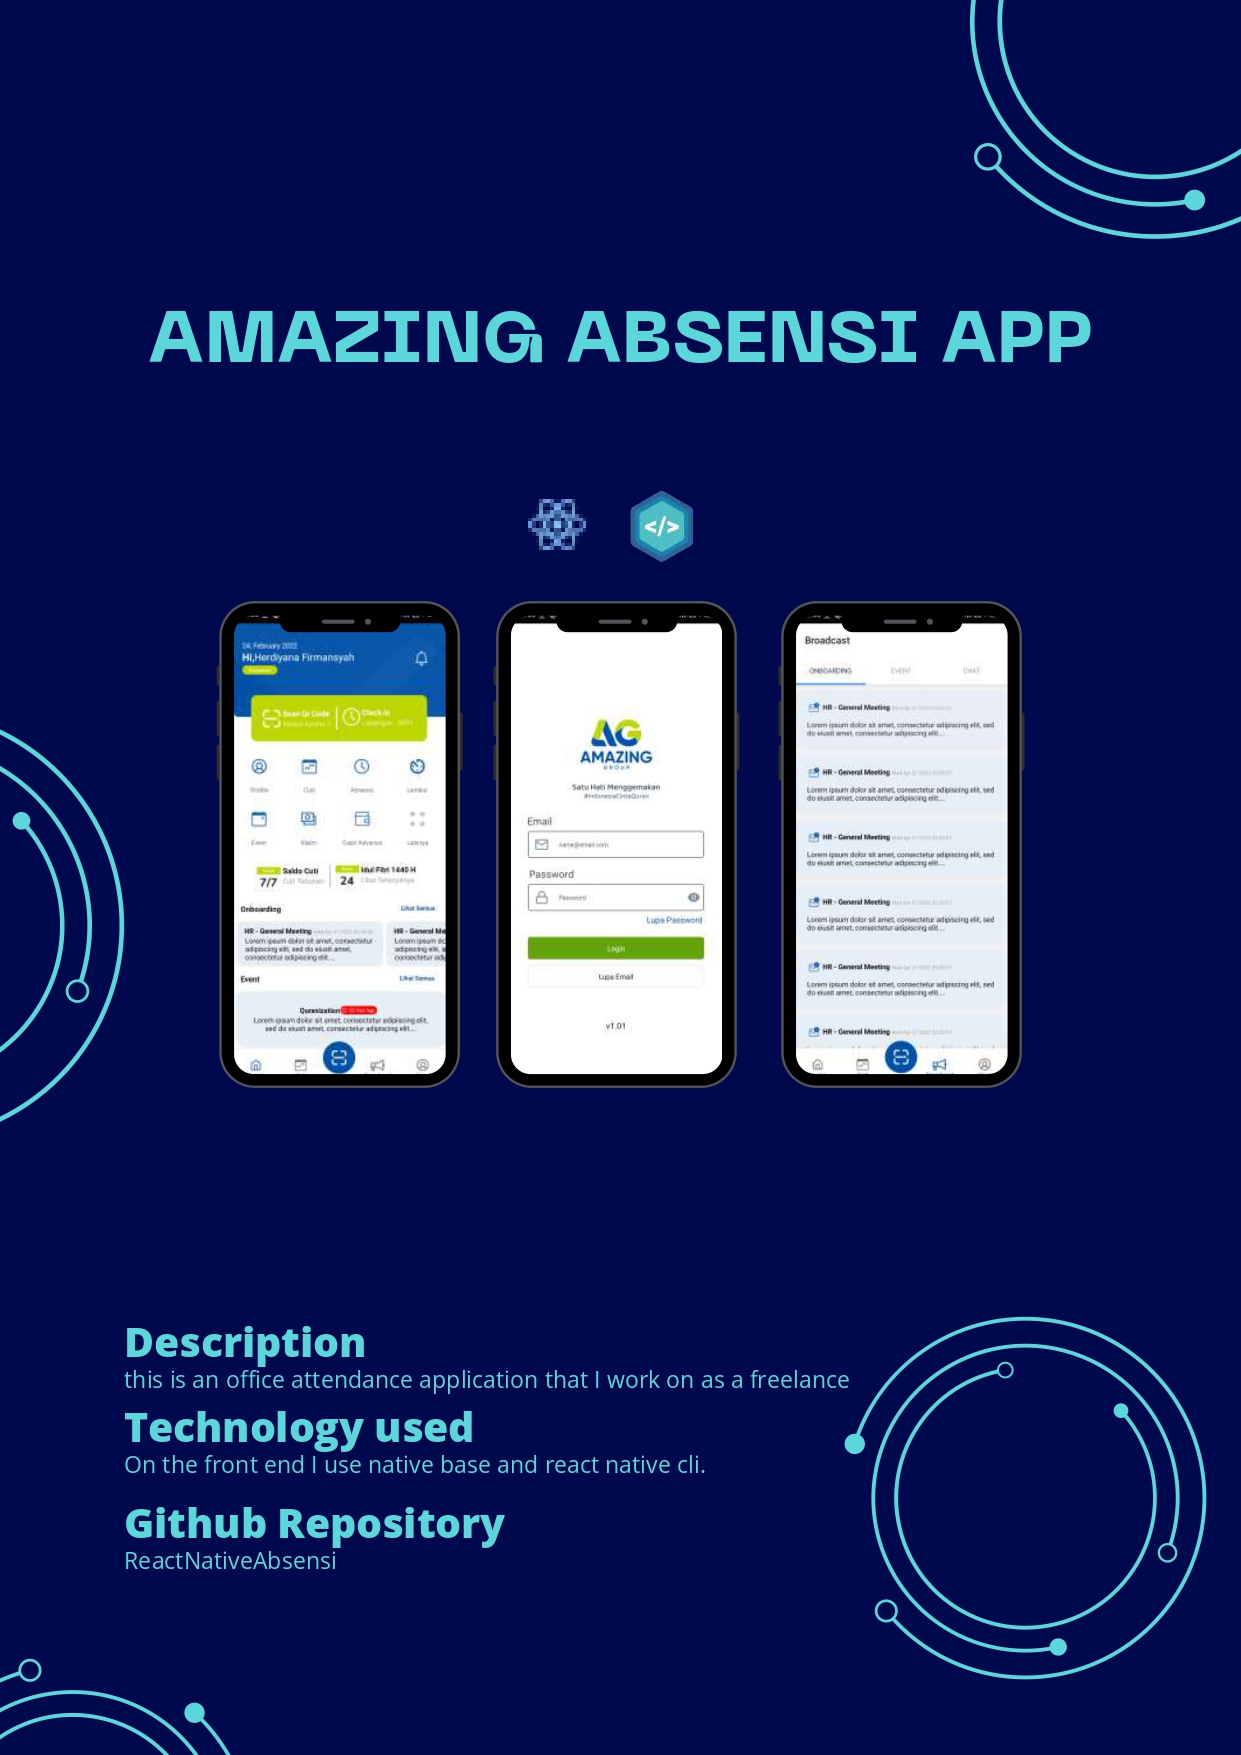 AMAZING ABSENSI APP
</>
24, February 2022
Hi,Herdiyana Firmansyah
Scan Qr Code
Check in
Profile
Cuti
Absensi
Lembur
Event
Klaim
Cash Advance
Lainnya
7/7
Saldo Cuti
Cuti Tahunan
24
Idul Fitri 1440 H
Libur Selanjutnya
Onboarding
Lihat Semua
HR - General Meeting
Lorem ipsum dolor sit amet, consectetur
adipiscing elit, sed do eiusit amet,
consectetur adipiscing elit....
HR - General Me
Lorem ipsum do
adipiscing elit, s
consectetur adi
Event
Lihat Semua
Quranization
Lorem ipsum dolor sit amet, consectetur adipiscing elit,
sed do eiusit amet, consectetur adipiscing elit....
AG
AMAZING
GROUP
Satu Hati Menggemakan
#IndonesiaCintaQuran
Email
name@email.com
Password
Password
Lupa Password
Login
Lupa Email
v1.01
Broadcast
ONBOARDING
EVENT
CHAT
HR - General Meeting
Lorem ipsum dolor sit amet, consectetur adipiscing elit, sed
do eiusit amet, consectetur adipiscing elit....
HR - General Meeting
Lorem ipsum dolor sit amet, consectetur adipiscing elit, sed
do eiusit amet, consectetur adipiscing elit....
HR - General Meeting
Lorem ipsum dolor sit amet, consectetur adipiscing elit, sed
do eiusit amet, consectetur adipiscing elit....
HR - General Meeting
Lorem ipsum dolor sit amet, consectetur adipiscing elit, sed
do eiusit amet, consectetur adipiscing elit....
HR - General Meeting
Lorem ipsum dolor sit amet, consectetur adipiscing elit, sed
do eiusit amet, consectetur adipiscing elit....
HR - General Meeting
Description
this is an office attendance application that I work on as a freelance
Technology used
On the front end I use native base and react native cli.
Github Repository
ReactNativeAbsensi